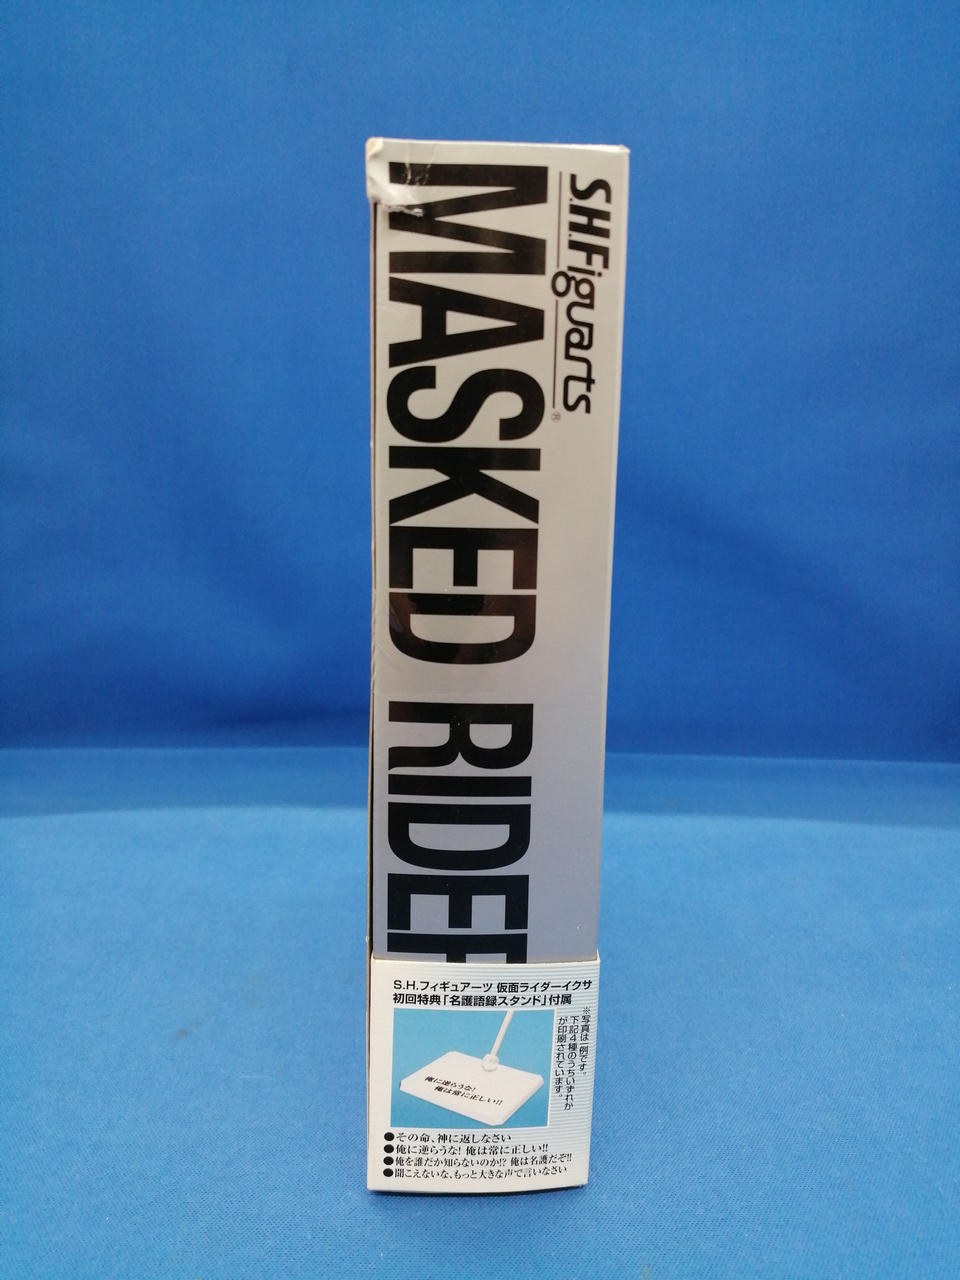 S.H.Figuarts®
MASKED RIDER
S.H.フィギュアーツ 仮面ライダーイクサ
初回特典「名護語録スタンド」付属
※写真は一例です。
下記4種のうちいずれか
が印刷されています。
俺に逆らうな!
俺は常に正しい!!
●その命、神に返しなさい
●俺に逆らうな! 俺は常に正しい!!
●俺を誰だか知らないのか!? 俺は名護だぞ!!
●聞こえないな、もっと大きな声で言いなさい